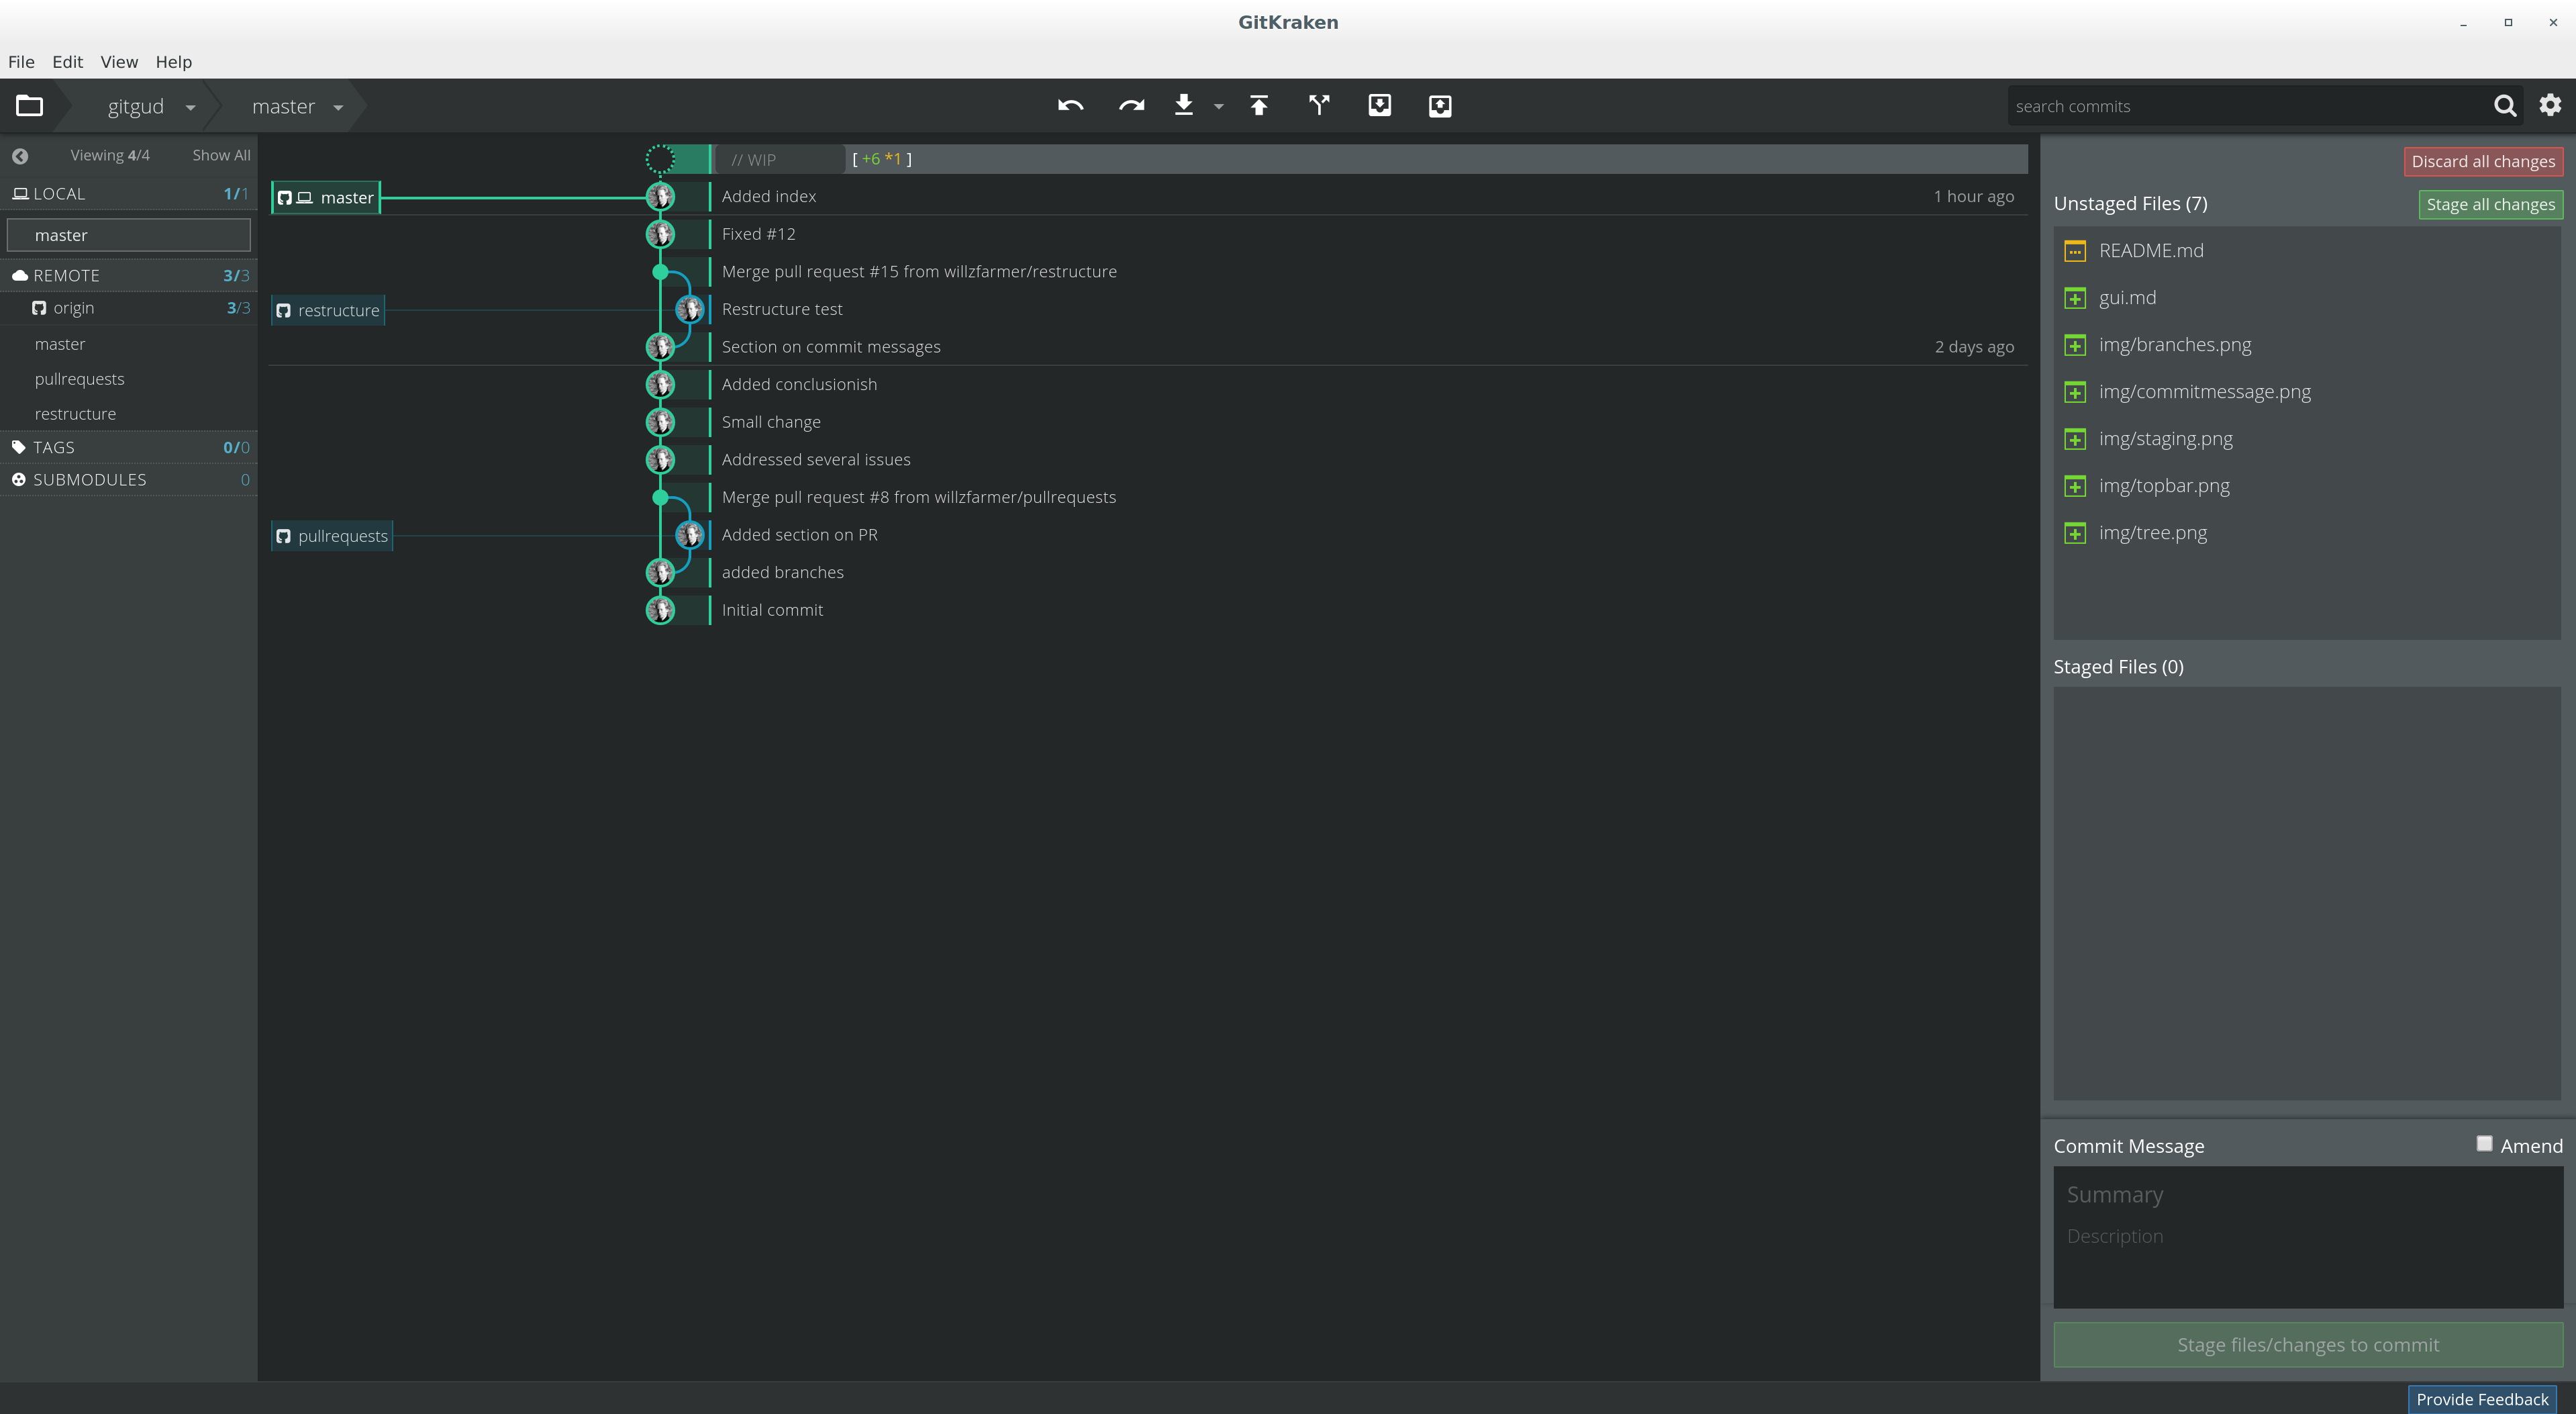 GitKraken
File Edit View Help
gitgud master
search commits
Viewing 4/4 Show All
LOCAL 1/1
master
REMOTE 3/3
origin 3/3
master
pullrequests
restructure
TAGS 0/0
SUBMODULES 0
// WIP [ +6 *1 ]
master Added index 1 hour ago
Fixed #12
Merge pull request #15 from willzfarmer/restructure
restructure Restructure test
Section on commit messages 2 days ago
Added conclusionish
Small change
Addressed several issues
Merge pull request #8 from willzfarmer/pullrequests
pullrequests Added section on PR
added branches
Initial commit
Discard all changes
Unstaged Files (7) Stage all changes
README.md
gui.md
img/branches.png
img/commitmessage.png
img/staging.png
img/topbar.png
img/tree.png
Staged Files (0)
Commit Message Amend
Summary
Description
Stage files/changes to commit
Provide Feedback